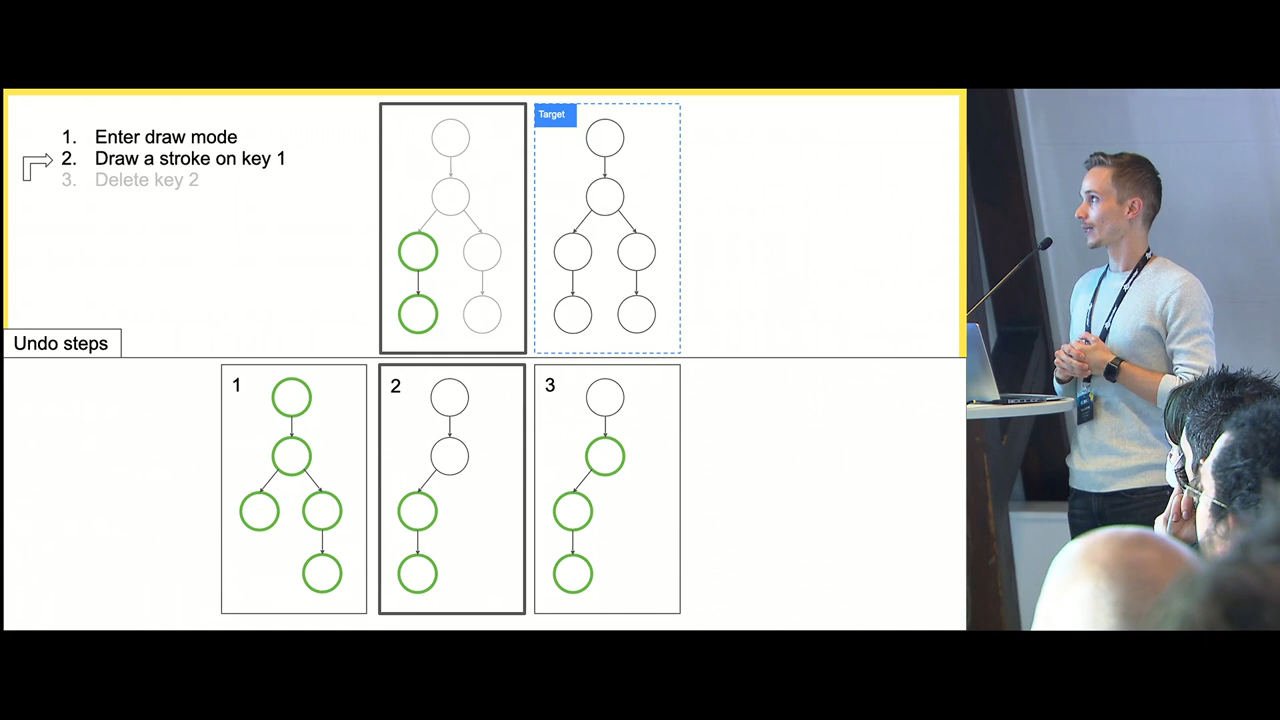 1. Enter draw mode
2. Draw a stroke on key 1
3. Delete key 2
Target
Undo steps
1
2
3